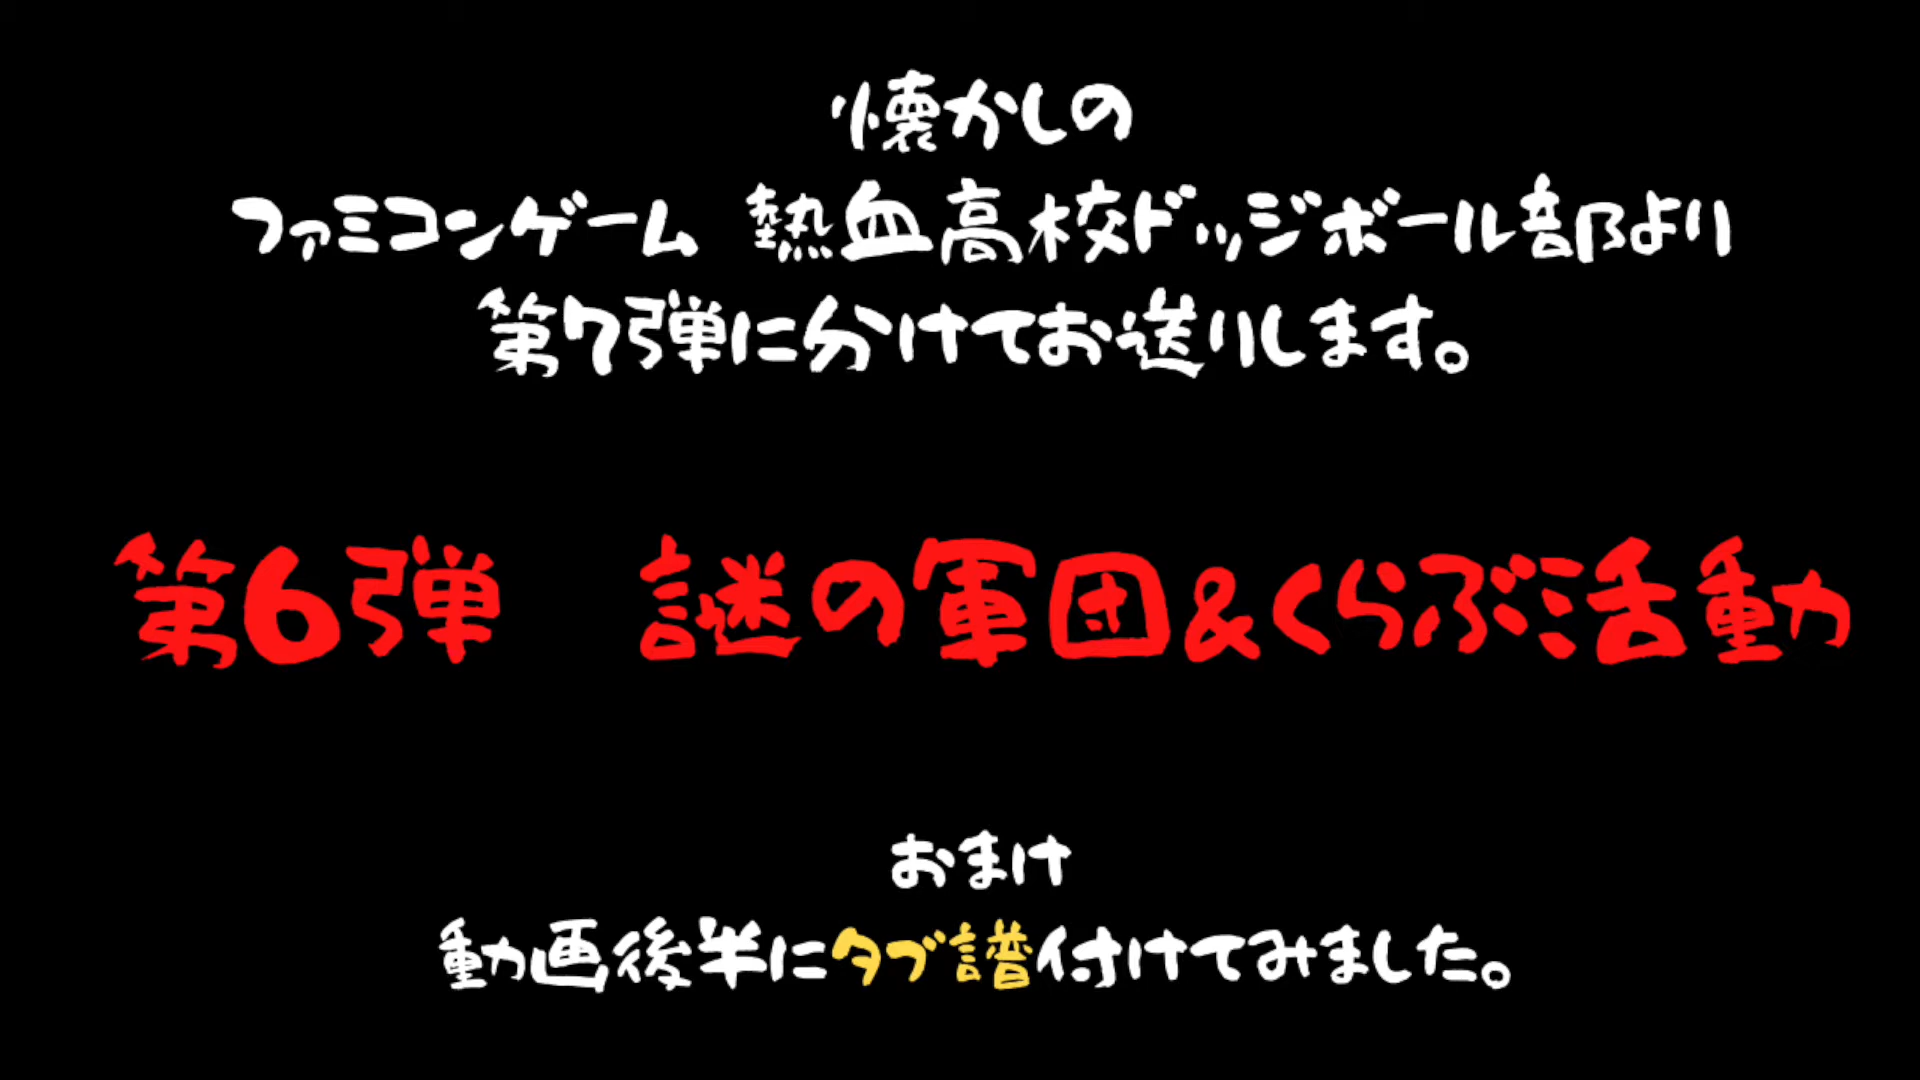 懐かしの
ファミコンゲーム 熱血高校ドッジボール部より
第7弾に分けてお送りします。
第6弾 謎の軍団&くらぶ活動
おまけ
動画後半にタブ譜付けてみました。